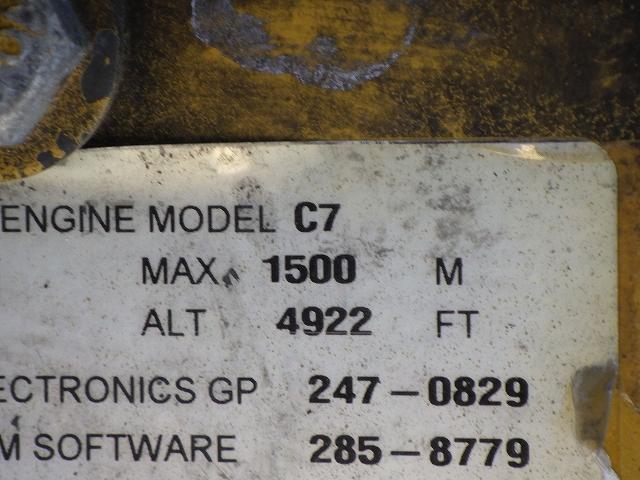 ENGINE MODEL C7
MAX. 1500 M
ALT 4922 FT
ECTRONICS GP 247-0829
M SOFTWARE 285-8779